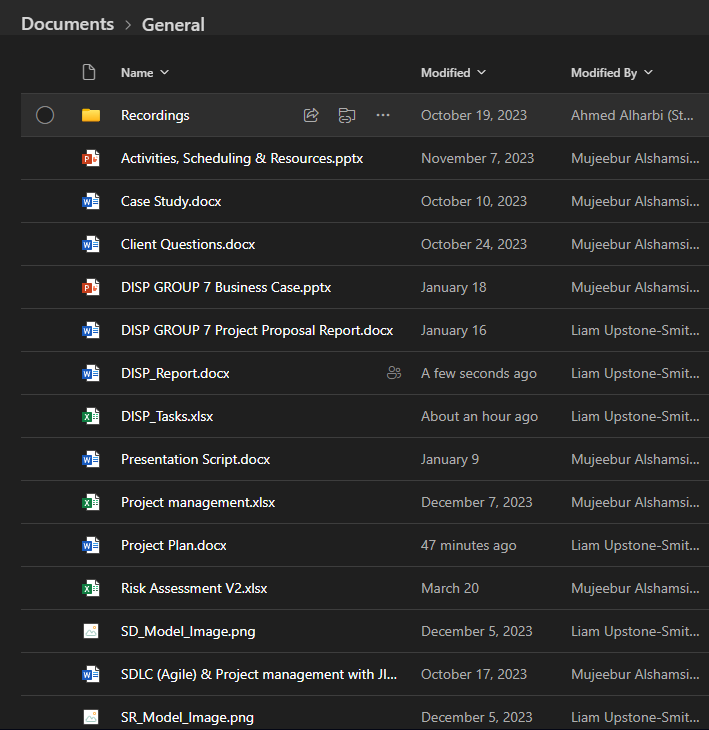 Documents > General
Name Modified Modified By
Recordings October 19, 2023 Ahmed Alharbi (St...
Activities, Scheduling & Resources.pptx November 7, 2023 Mujeebur Alshamsi...
Case Study.docx October 10, 2023 Mujeebur Alshamsi...
Client Questions.docx October 24, 2023 Mujeebur Alshamsi...
DISP GROUP 7 Business Case.pptx January 18 Mujeebur Alshamsi...
DISP GROUP 7 Project Proposal Report.docx January 16 Liam Upstone-Smit...
DISP_Report.docx A few seconds ago Liam Upstone-Smit...
DISP_Tasks.xlsx About an hour ago Liam Upstone-Smit...
Presentation Script.docx January 9 Mujeebur Alshamsi...
Project management.xlsx December 7, 2023 Mujeebur Alshamsi...
Project Plan.docx 47 minutes ago Liam Upstone-Smit...
Risk Assessment V2.xlsx March 20 Mujeebur Alshamsi...
SD_Model_Image.png December 5, 2023 Liam Upstone-Smit...
SDLC (Agile) & Project management with JI... October 17, 2023 Mujeebur Alshamsi...
SR_Model_Image.png December 5, 2023 Liam Upstone-Smit...